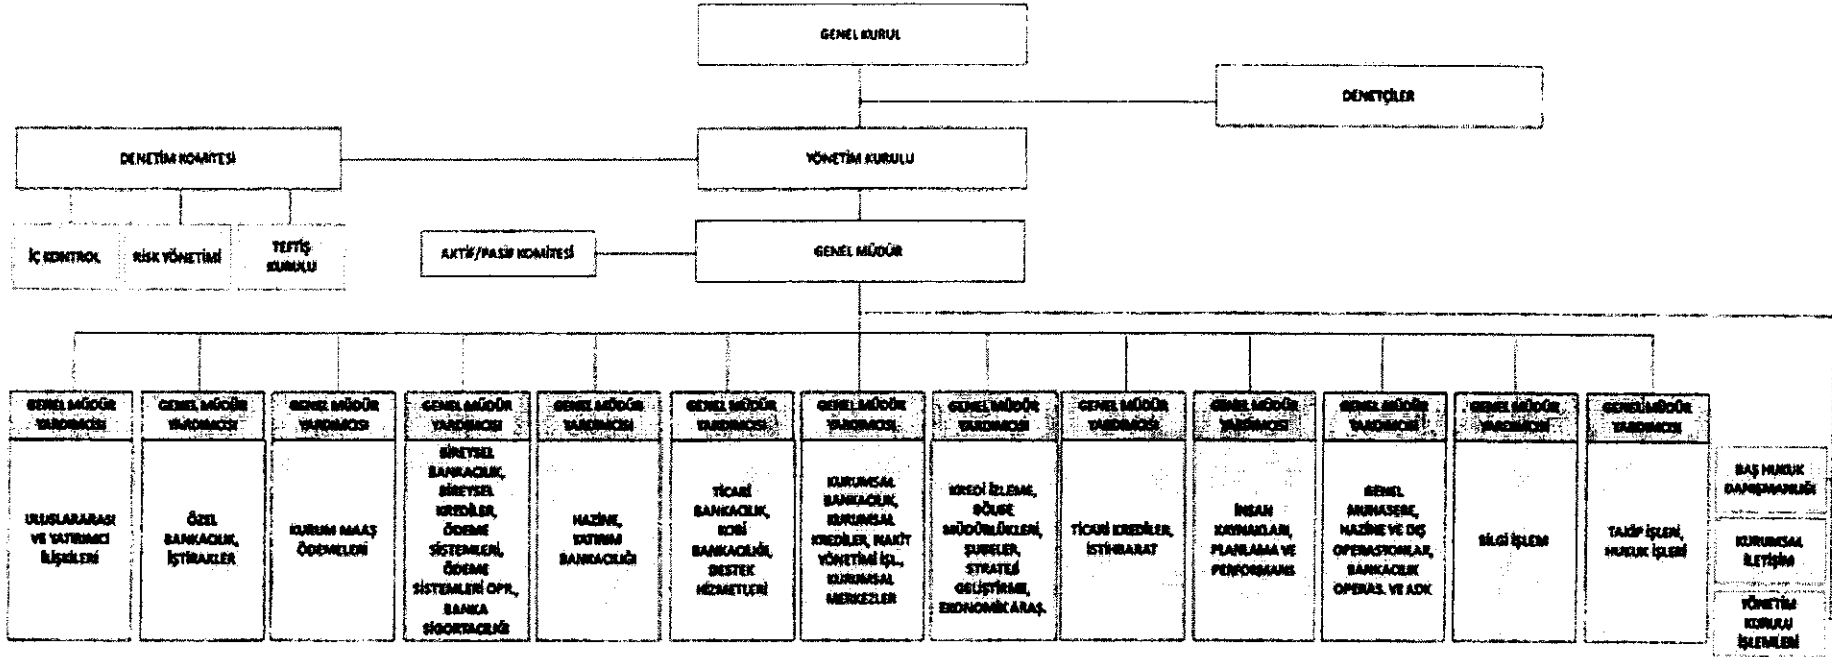 GENEL KURUL
DENETÇİLER
DENETİM KOMİTESİ
YÖNETİM KURULU
İÇ KONTROL
RİSK YÖNETİMİ
TEFTİŞ
KURULU
AKTİF/PASİF KOMİTESİ
GENEL MÜDÜR
GENEL MÜDÜR
YARDIMCISI
ULUSLARARASI
VE YATIRIMCI
İLİŞKİLERİ
GENEL MÜDÜR
YARDIMCISI
ÖZEL
BANKACILIK,
İŞTİRAKLER
GENEL MÜDÜR
YARDIMCISI
KURUM MAAŞ
ÖDEMELERİ
GENEL MÜDÜR
YARDIMCISI
BİREYSEL
BANKACILIK,
BİREYSEL
KREDİLER,
ÖDEME
SİSTEMLERİ,
ÖDEME
SİSTEMLERİ OPR.,
BANKA
SİGORTACILIĞI
GENEL MÜDÜR
YARDIMCISI
HAZİNE,
YATIRIM
BANKACILIĞI
GENEL MÜDÜR
YARDIMCISI
TİCARİ
BANKACILIK,
KOBİ
BANKACILIĞI,
DESTEK
HİZMETLERİ
GENEL MÜDÜR
YARDIMCISI
KURUMSAL
BANKACILIK,
KURUMSAL
KREDİLER, NAKİT
YÖNETİMİ İŞL.,
KURUMSAL
MERKEZLER
GENEL MÜDÜR
YARDIMCISI
KREDİ İZLEME,
BÖLGE
MÜDÜRLÜKLERİ,
ŞUBELER,
STRATEJİ
GELİŞTİRME,
EKONOMİK ARAŞ.
GENEL MÜDÜR
YARDIMCISI
TİCARİ KREDİLER,
İSTİHBARAT
GENEL MÜDÜR
YARDIMCISI
İNSAN
KAYNAKLARI,
PLANLAMA VE
PERFORMANS
GENEL MÜDÜR
YARDIMCISI
GENEL
MUHASEBE,
HAZİNE VE DIŞ
OPERASYONLAR,
BANKACILIK
OPERAS. VE ADK
GENEL MÜDÜR
YARDIMCISI
BİLGİ İŞLEM
GENEL MÜDÜR
YARDIMCISI
TAKİP İŞLERİ,
HUKUK İŞLERİ
BAŞ HUKUK
DANIŞMANLIĞI
KURUMSAL
İLETİŞİM
YÖNETİM
KURULU
İŞLEMLERİ